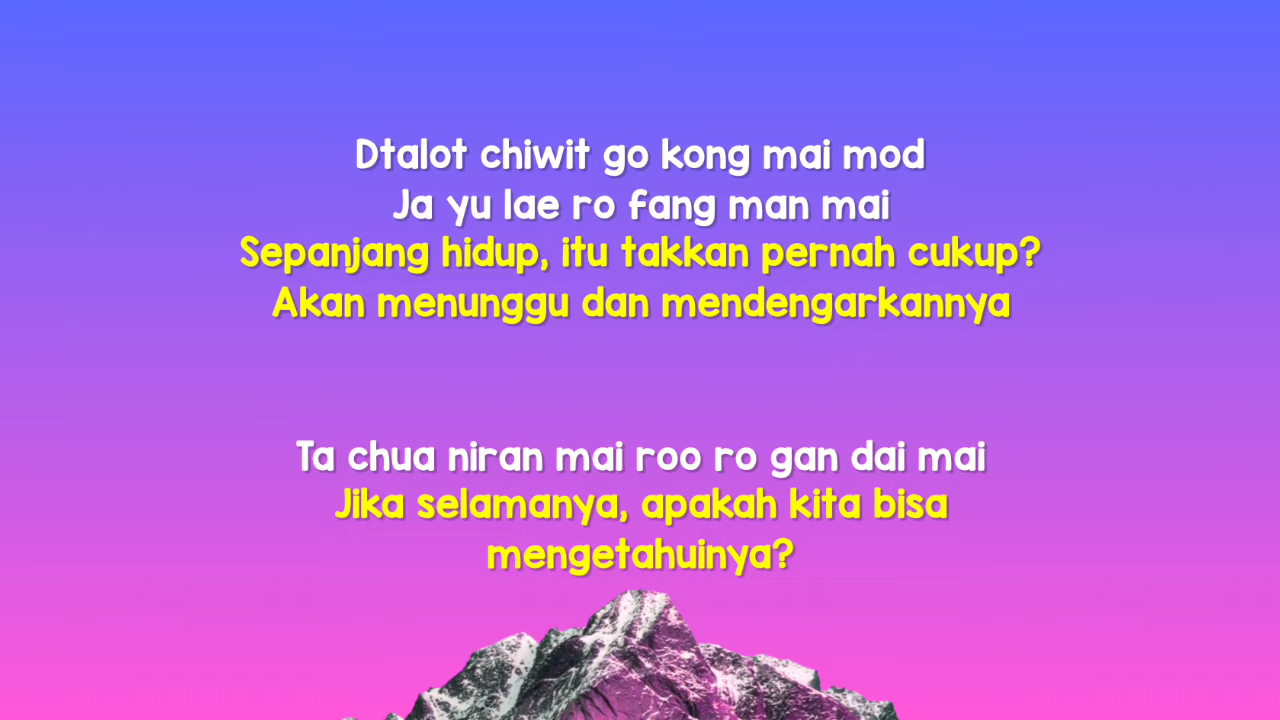 Dtalot chiwit go kong mai mod
Ja yu lae ro fang man mai
Sepanjang hidup, itu takkan pernah cukup?
Akan menunggu dan mendengarkannya
Ta chua niran mai roo ro gan dai mai
Jika selamanya, apakah kita bisa
mengetahuinya?